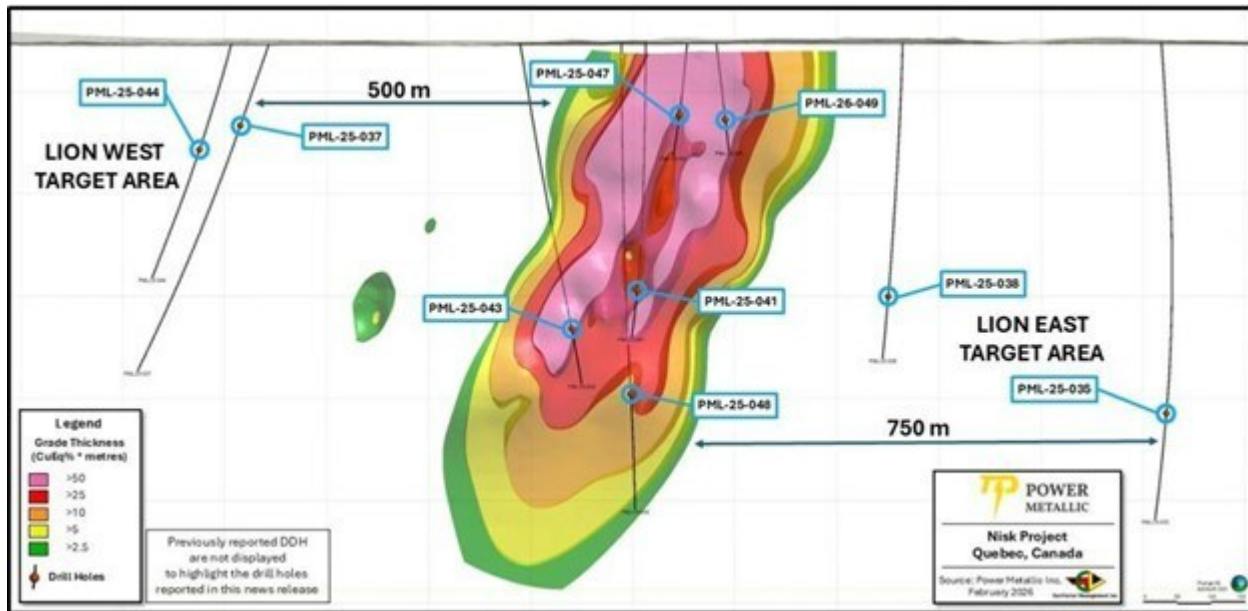 PML-25-047
PML-25-044
500 m
PML-26-049
PML-25-037
LION WEST
TARGET AREA
PML-25-043
PML-25-041
PML-25-038
LION EAST
TARGET AREA
PML-25-035
PML-25-048
750 m
Legend
Grade Thickness
(CuEq% * metres)
>50
>25
>10
>5
>2.5
Drill Holes
Previously reported DDH
are not displayed
to highlight the drill holes
reported in this news release
POWER
METALLIC
Nisk Project
Quebec, Canada
Source: Power Metallic Inc.
February 2026